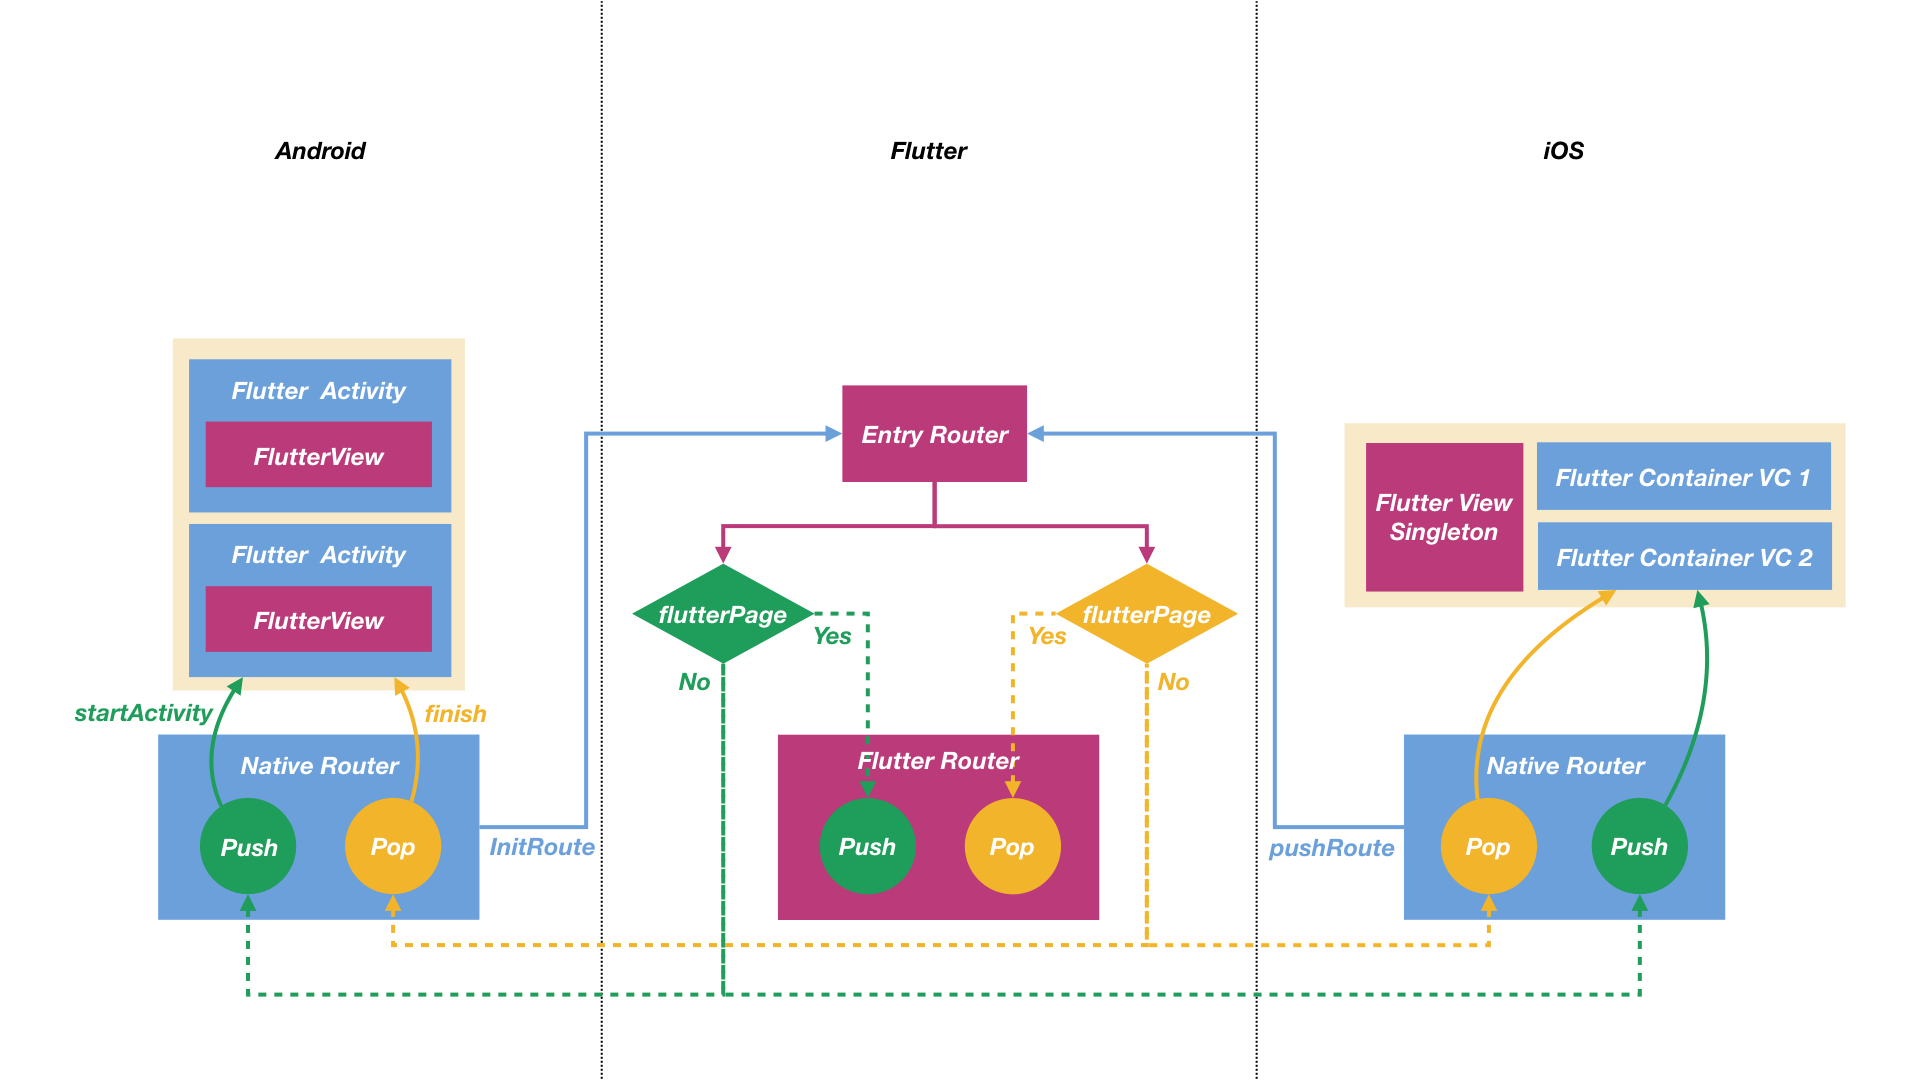 Android
Flutter
iOS
Flutter Activity
FlutterView
Flutter Activity
FlutterView
startActivity
finish
Native Router
Push
Pop
InitRoute
Entry Router
flutterPage
Yes
No
flutterPage
Yes
No
Flutter Router
Push
Pop
Flutter View
Singleton
Flutter Container VC 1
Flutter Container VC 2
pushRoute
Native Router
Pop
Push